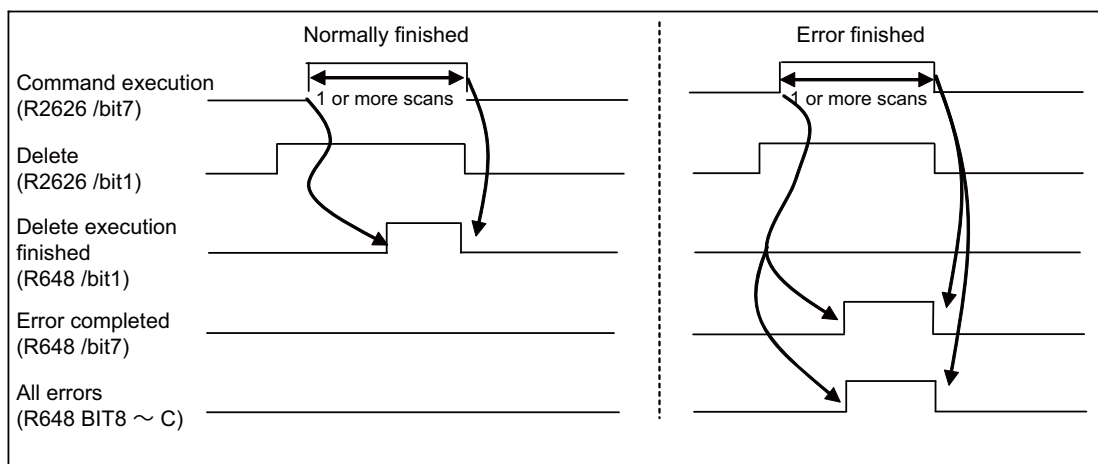 Normally finished
Error finished
Command execution
(R2626 /bit7)
1 or more scans
1 or more scans
Delete
(R2626 /bit1)
Delete execution
finished
(R648 /bit1)
Error completed
(R648 /bit7)
All errors
(R648 BIT8 ～ C)